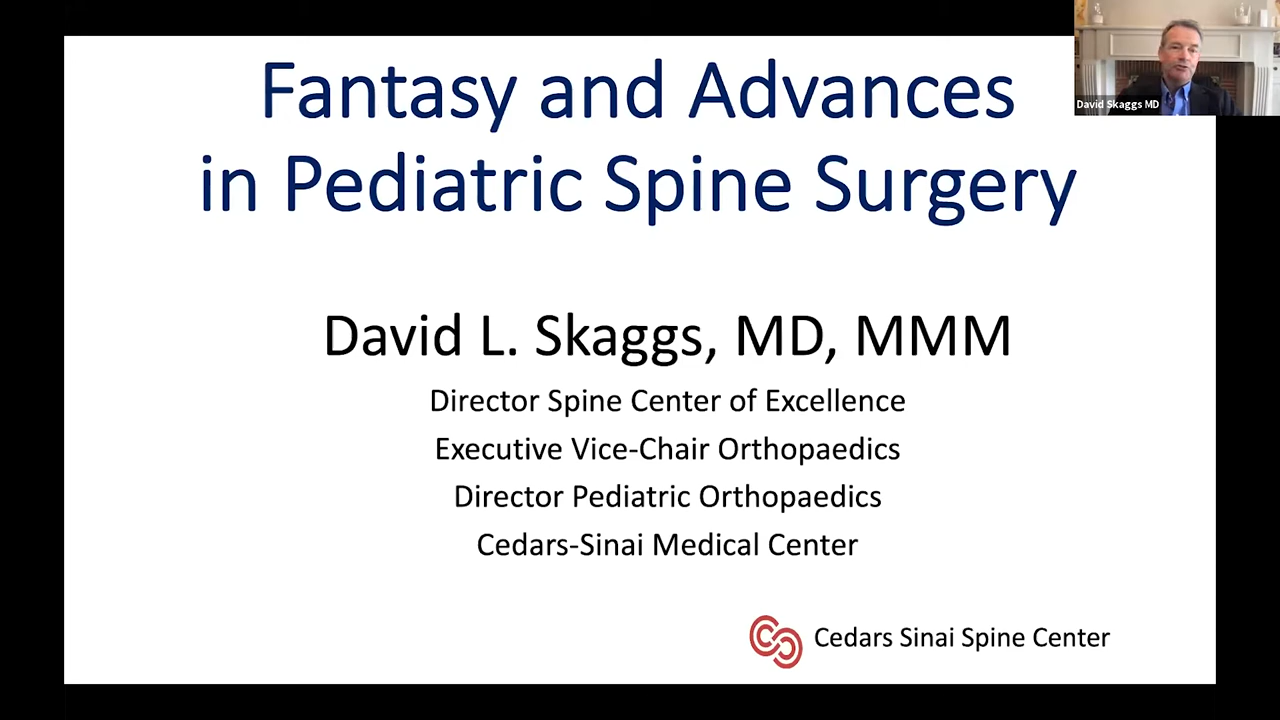 Fantasy and Advances
in Pediatric Spine Surgery
David Skaggs MD
David L. Skaggs, MD, MMM
Director Spine Center of Excellence
Executive Vice-Chair Orthopaedics
Director Pediatric Orthopaedics
Cedars-Sinai Medical Center
Cedars Sinai Spine Center